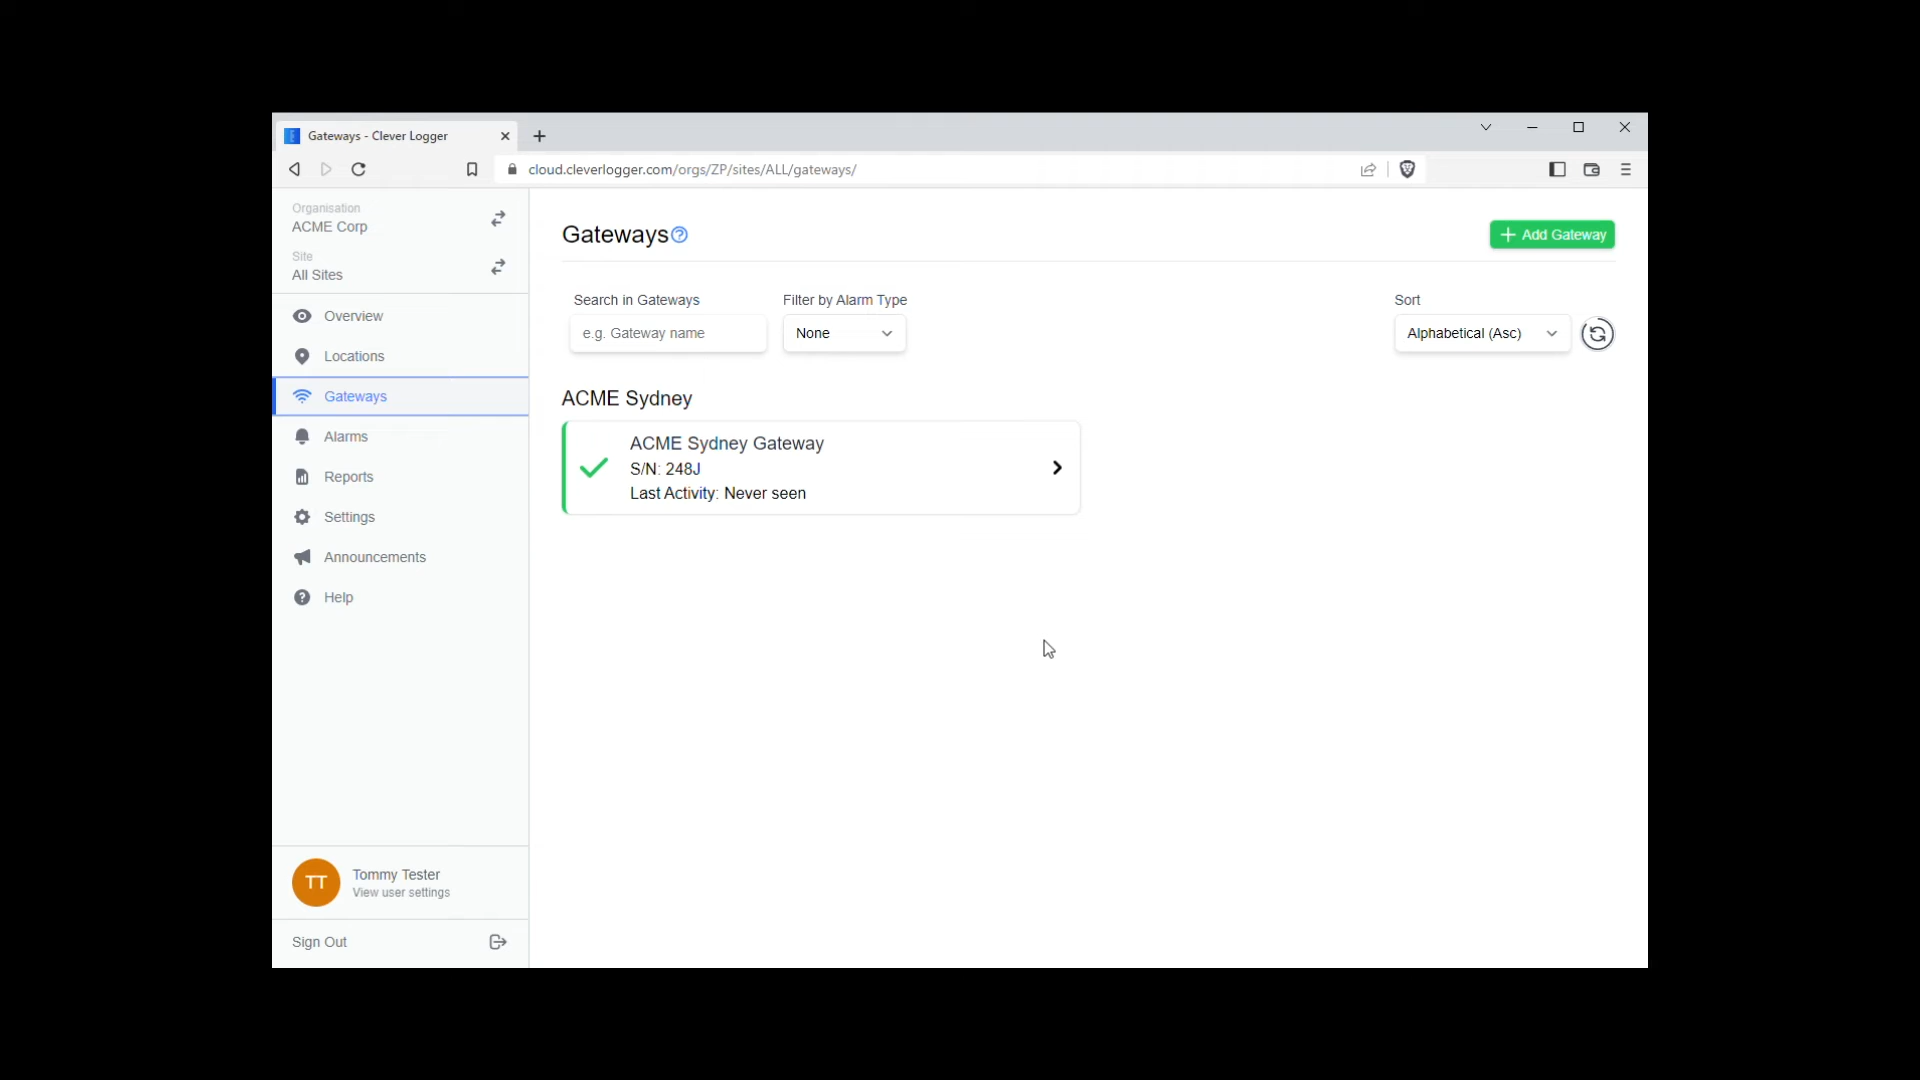 Gateways - Clever Logger
cloud.cleverlogger.com/orgs/ZP/sites/ALL/gateways/
Organisation
ACME Corp
Site
All Sites
Overview
Locations
Gateways
Alarms
Reports
Settings
Announcements
Help
TT
Tommy Tester
View user settings
Sign Out
Gateways
Add Gateway
Search in Gateways
Filter by Alarm Type
Sort
e.g. Gateway name
None
Alphabetical (Asc)
ACME Sydney
ACME Sydney Gateway
S/N: 248J
Last Activity: Never seen